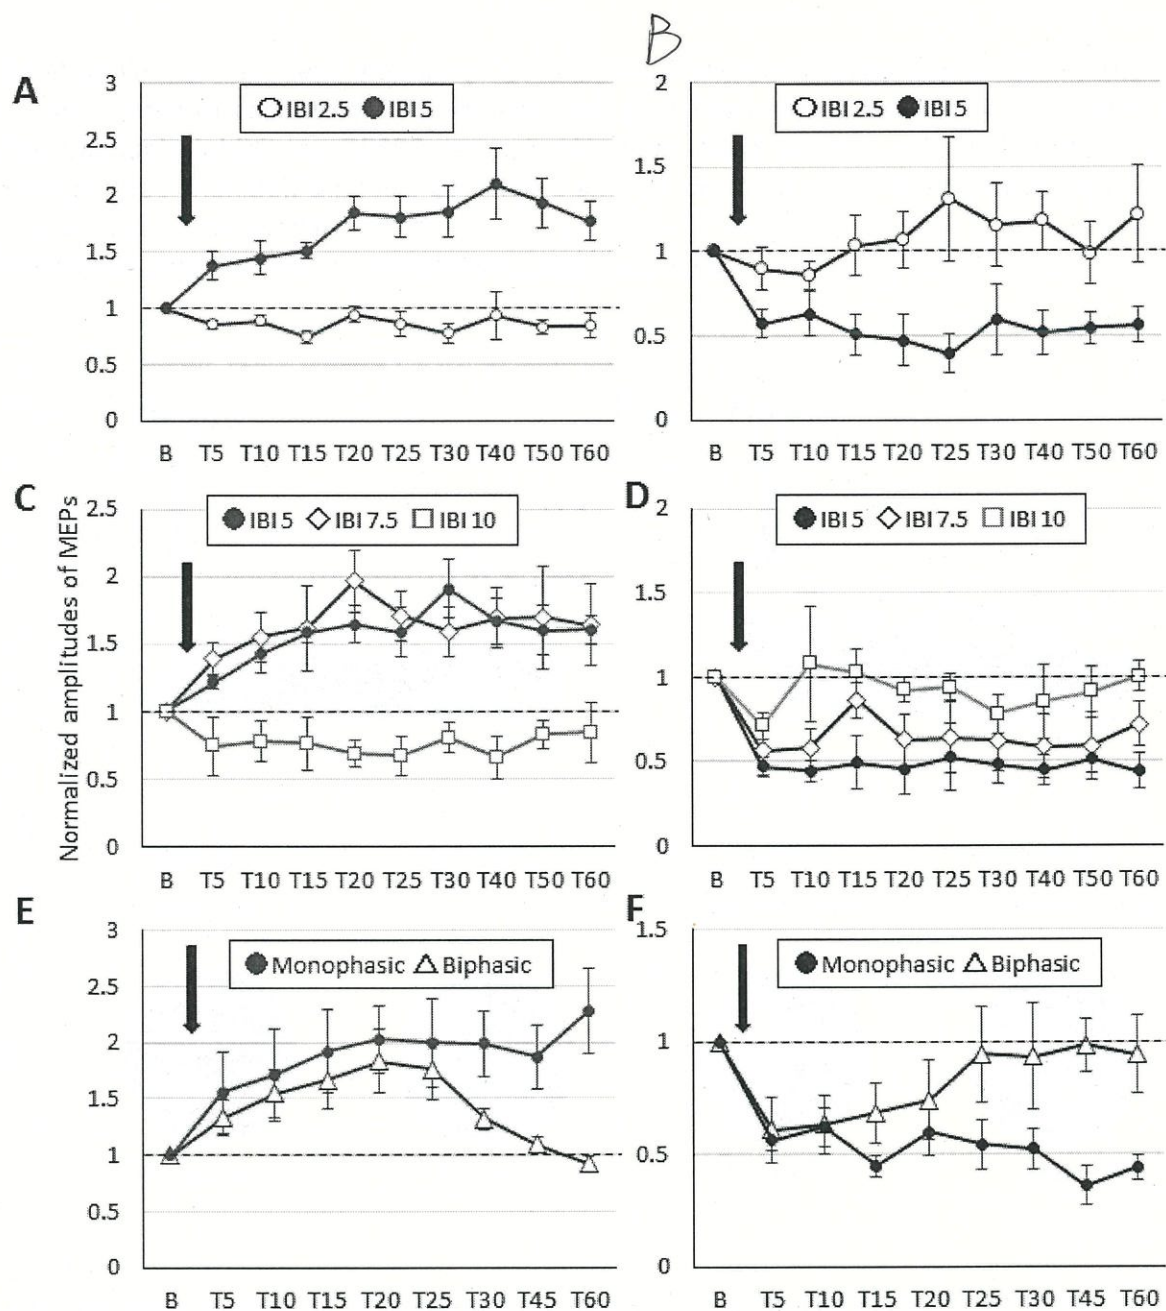 B
A
3
2.5
2
1.5
1
0.5
0
IBI 2.5 IBI 5
B T5 T10 T15 T20 T25 T30 T40 T50 T60
2
1.5
1
0.5
0
IBI 2.5 IBI 5
B T5 T10 T15 T20 T25 T30 T40 T50 T60
Normalized amplitudes of MEPs
C
2.5
2
1.5
1
0.5
0
IBI 5 IBI 7.5 IBI 10
B T5 T10 T15 T20 T25 T30 T40 T50 T60
D
2
1.5
1
0.5
0
IBI 5 IBI 7.5 IBI 10
B T5 T10 T15 T20 T25 T30 T40 T50 T60
E
3
2.5
2
1.5
1
0.5
0
Monophasic Biphasic
B T5 T10 T15 T20 T25 T30 T45 T60
F
1.5
1
0.5
0
Monophasic Biphasic
B T5 T10 T15 T20 T25 T30 T45 T60